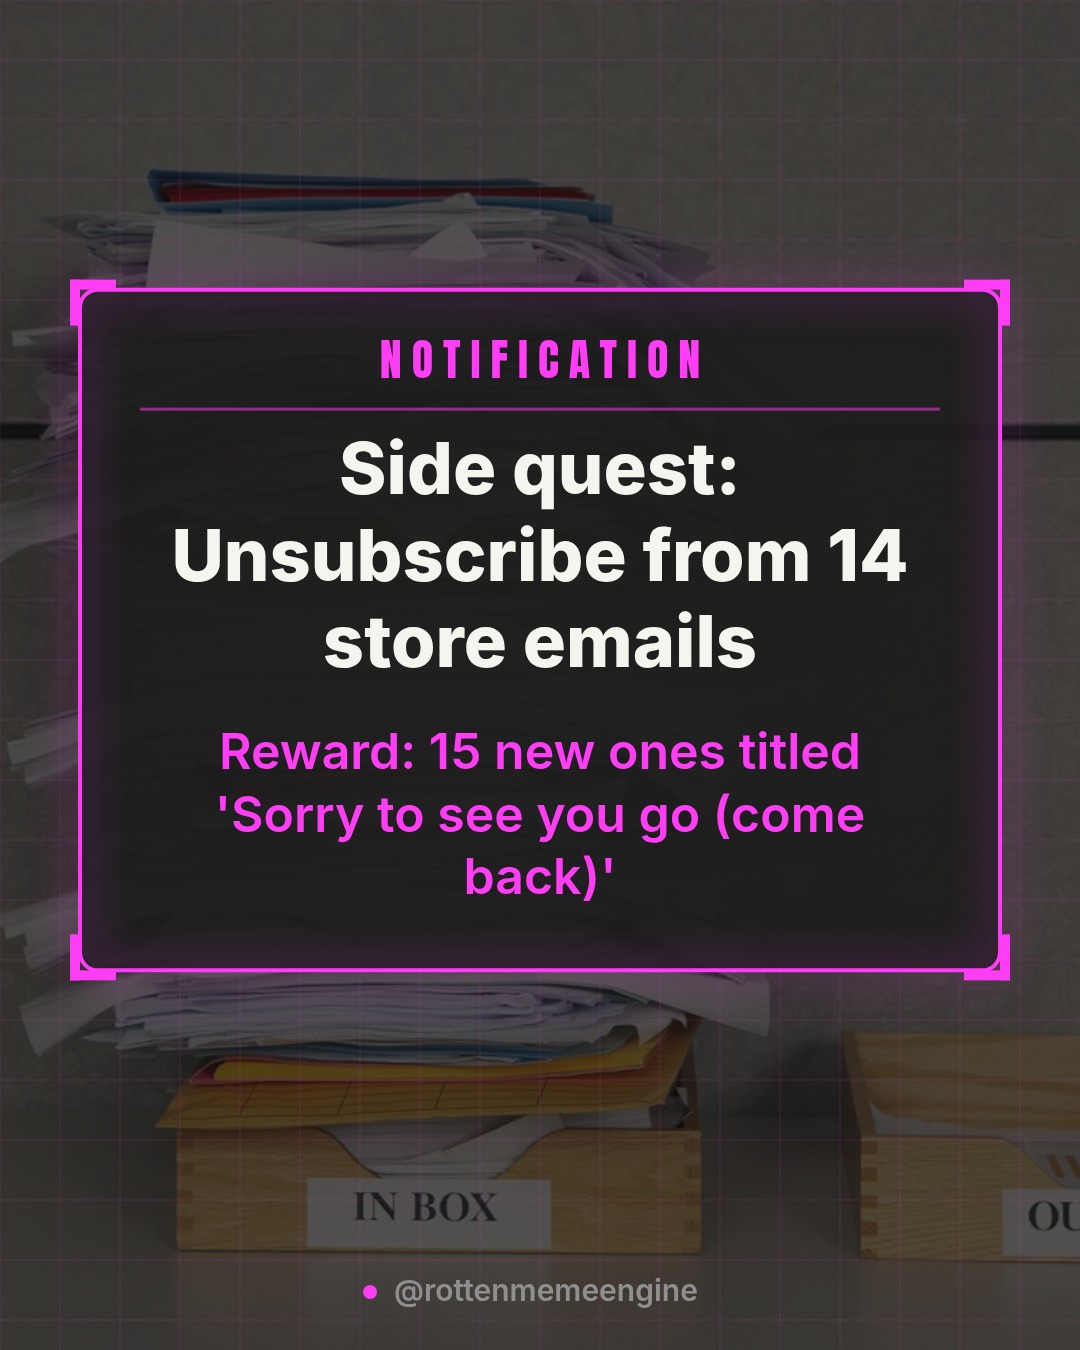 NOTIFICATION
Side quest:
Unsubscribe from 14
store emails
Reward: 15 new ones titled
'Sorry to see you go (come
back)'
IN BOX
OU
@rottenmemeengine